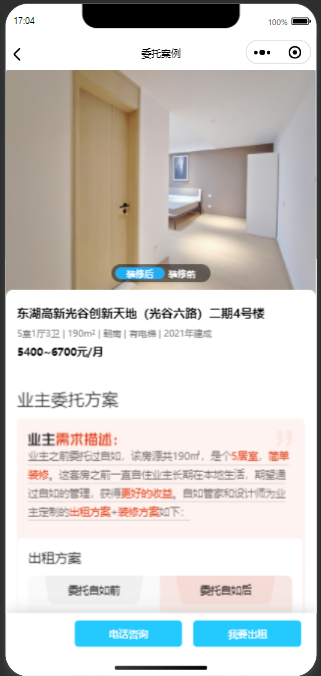 17:04
100%
委托案例
装修后 装修前
东湖高新光谷创新天地（光谷六路）二期4号楼
5室1厅3卫 | 190m² | 朝南 | 有电梯 | 2021年建成
5400~6700元/月
业主委托方案
业主需求描述：
业主之前委托过自如，该房源共190㎡，是个5居室，简单
装修。这套房之前一直自住业主长期在本地生活，期望通
过自如的管理，获得更好的收益。自如管家和设计师为业
主定制的出租方案+装修方案如下：
出租方案
委托自如前 委托自如后
电话咨询 我要出租